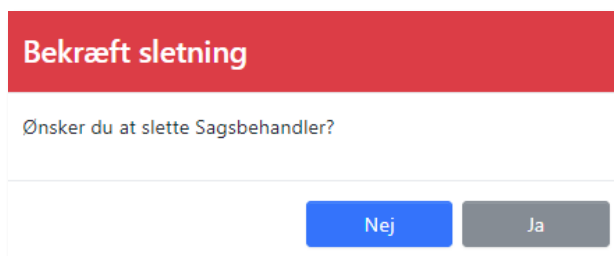 Bekræft sletning
Ønsker du at slette Sagsbehandler?
Nej Ja